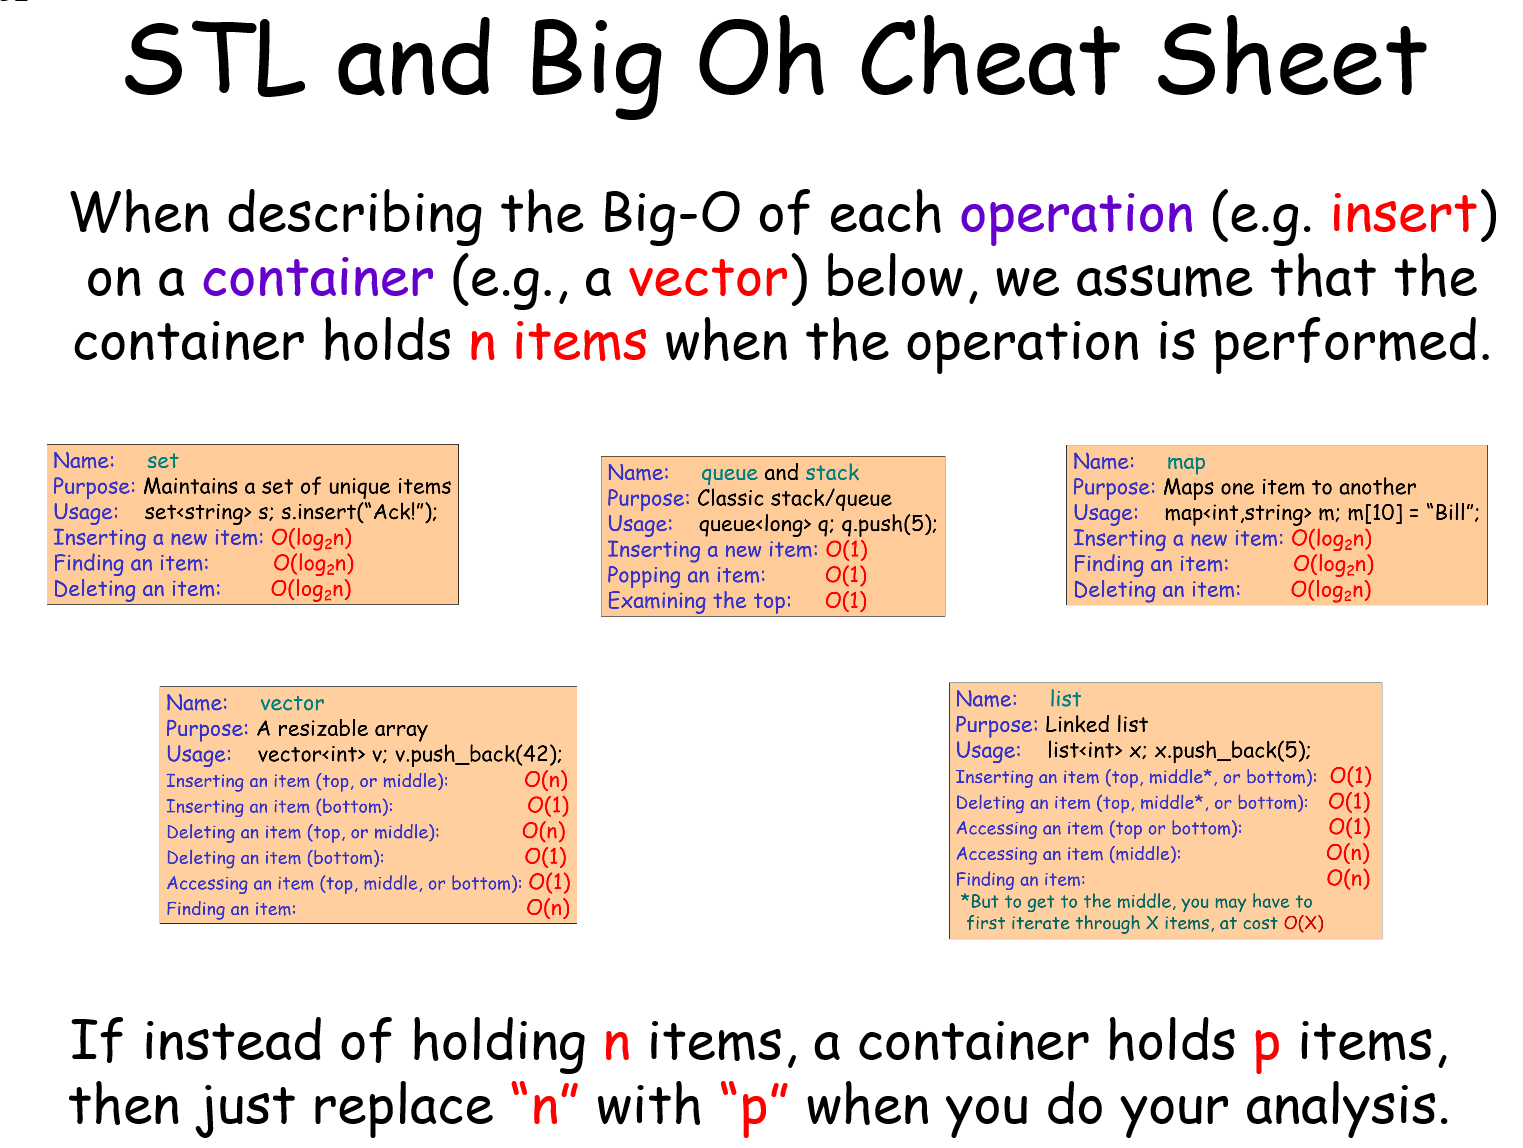 STL and Big Oh Cheat Sheet
When describing the Big-O of each operation (e.g. insert)
on a container (e.g., a vector) below, we assume that the
container holds n items when the operation is performed.
Name: set
Purpose: Maintains a set of unique items
Usage: set<string> s; s.insert(“Ack!”);
Inserting a new item: O(log₂n)
Finding an item: O(log₂n)
Deleting an item: O(log₂n)
Name: queue and stack
Purpose: Classic stack/queue
Usage: queue<long> q; q.push(5);
Inserting a new item: O(1)
Popping an item: O(1)
Examining the top: O(1)
Name: map
Purpose: Maps one item to another
Usage: map<int,string> m; m[10] = “Bill”;
Inserting a new item: O(log₂n)
Finding an item: O(log₂n)
Deleting an item: O(log₂n)
Name: vector
Purpose: A resizable array
Usage: vector<int> v; v.push_back(42);
Inserting an item (top, or middle): O(n)
Inserting an item (bottom): O(1)
Deleting an item (top, or middle): O(n)
Deleting an item (bottom): O(1)
Accessing an item (top, middle, or bottom): O(1)
Finding an item: O(n)
Name: list
Purpose: Linked list
Usage: list<int> x; x.push_back(5);
Inserting an item (top, middle*, or bottom): O(1)
Deleting an item (top, middle*, or bottom): O(1)
Accessing an item (top or bottom): O(1)
Accessing an item (middle): O(n)
Finding an item: O(n)
*But to get to the middle, you may have to
first iterate through X items, at cost O(X)
If instead of holding n items, a container holds p items,
then just replace “n” with “p” when you do your analysis.